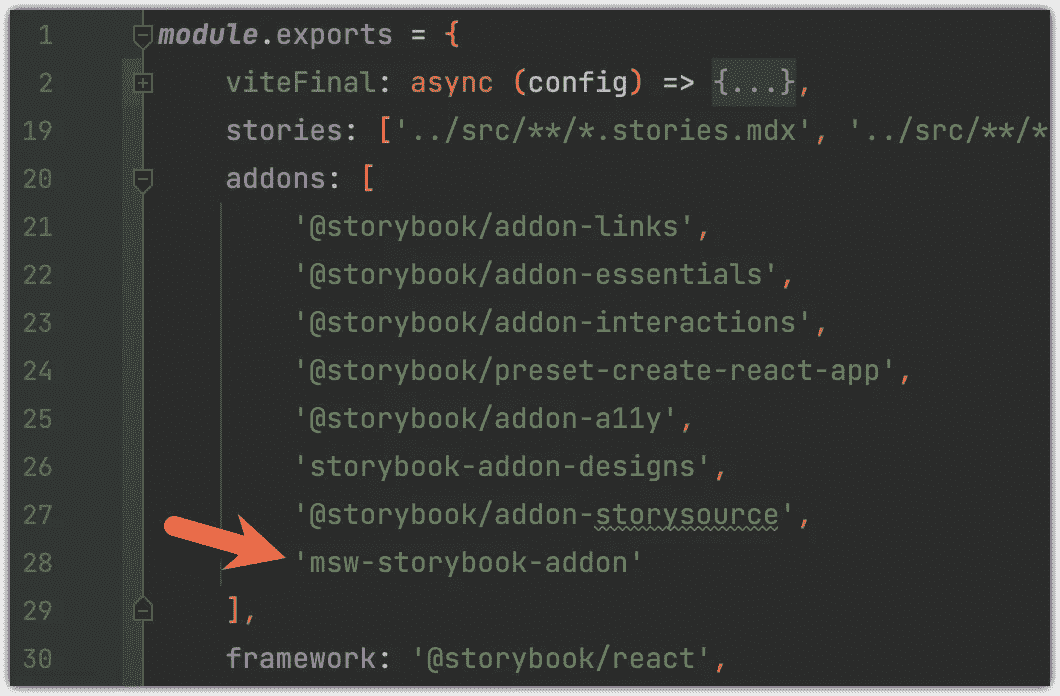 1 module.exports = {
2 viteFinal: async (config) => {...},
19 stories: ['../src/**/*.stories.mdx', '../src/**/*
20 addons: [
21 '@storybook/addon-links',
22 '@storybook/addon-essentials',
23 '@storybook/addon-interactions',
24 '@storybook/preset-create-react-app',
25 '@storybook/addon-a11y',
26 'storybook-addon-designs',
27 '@storybook/addon-storysource',
28 'msw-storybook-addon'
29 ],
30 framework: '@storybook/react',